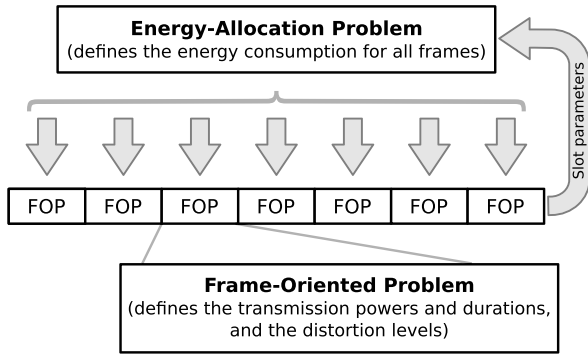 Energy-Allocation Problem
(defines the energy consumption for all frames)
Slot parameters
FOP FOP FOP FOP FOP FOP FOP
Frame-Oriented Problem
(defines the transmission powers and durations,
and the distortion levels)